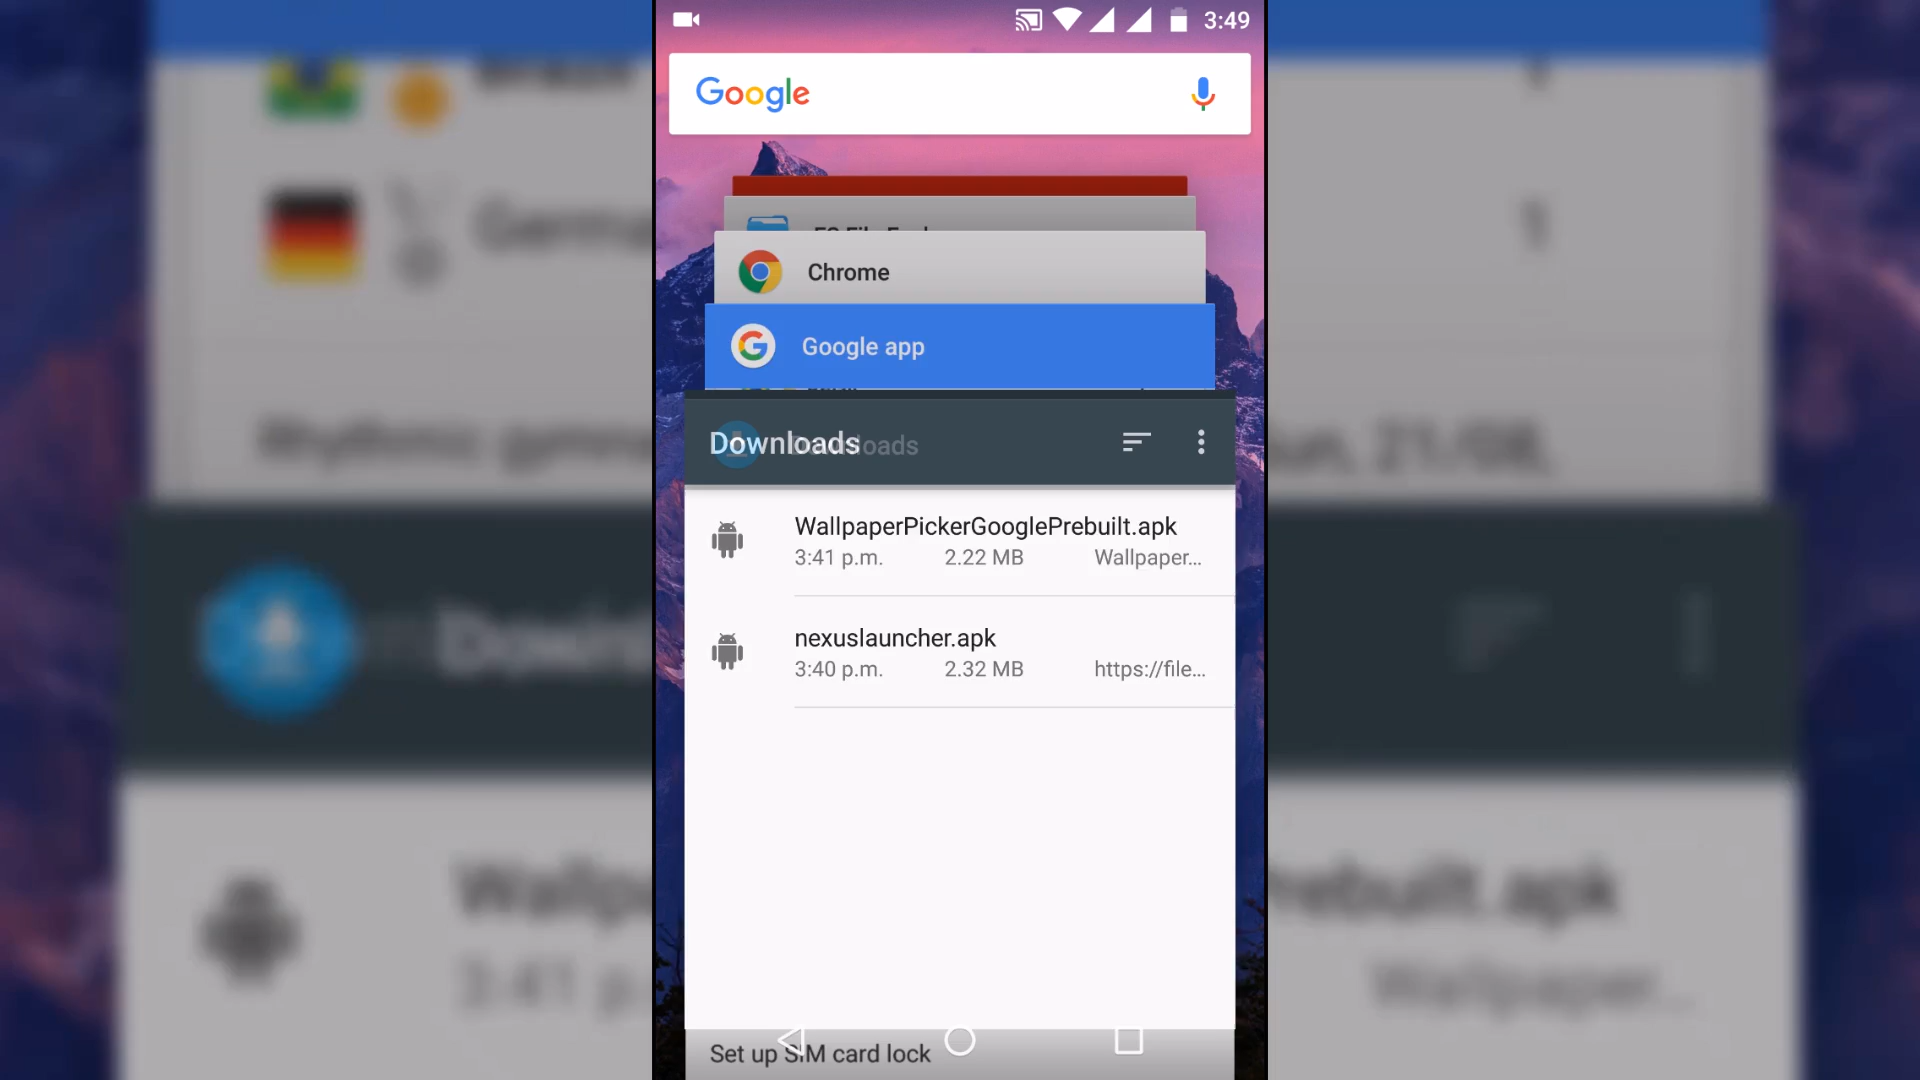 3:49
Google
Chrome
Google app
Downloads
Downloads
WallpaperPickerGooglePrebuilt.apk
3:41 p.m. 2.22 MB Wallpaper...
nexuslauncher.apk
3:40 p.m. 2.32 MB https://file...
Set up SIM card lock